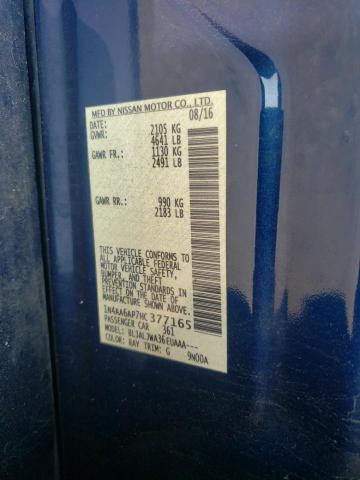 MFD BY NISSAN MOTOR CO., LTD.
DATE: 08/16
GVWR: 2105 KG
4641 LB
GAWR FR.: 1130 KG
2491 LB
GAWR RR.: 990 KG
2183 LB
THIS VEHICLE CONFORMS TO
ALL APPLICABLE FEDERAL
MOTOR VEHICLE SAFETY,
BUMPER, AND THEFT
PREVENTION STANDARDS IN
EFFECT ON THE DATE OF
MANUFACTURE SHOWN ABOVE.
1N4AA6AP7HC377165
PASSENGER CAR 361
MODEL: BLJALJWA36EUAAA---
COLOR: RAY TRIM: G 9N00A